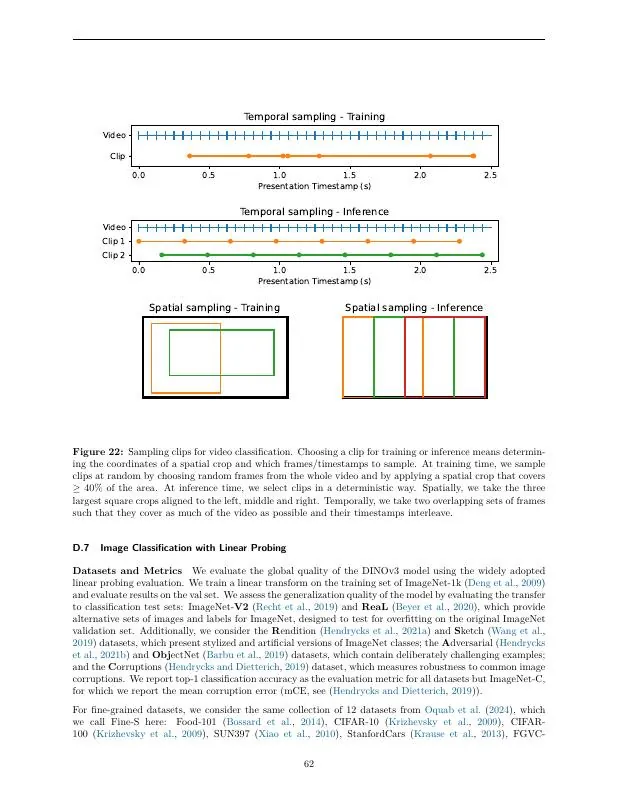 Temporal sampling - Training
Video
Clip
0.0 0.5 1.0 1.5 2.0 2.5
Presentation Timestamp (s)
Temporal sampling - Inference
Video
Clip 1
Clip 2
0.0 0.5 1.0 1.5 2.0 2.5
Presentation Timestamp (s)
Spatial sampling - Training
Spatial sampling - Inference
Figure 22: Sampling clips for video classification. Choosing a clip for training or inference means determin-
ing the coordinates of a spatial crop and which frames/timestamps to sample. At training time, we sample
clips at random by choosing random frames from the whole video and by applying a spatial crop that covers
≥ 40% of the area. At inference time, we select clips in a deterministic way. Spatially, we take the three
largest square crops aligned to the left, middle and right. Temporally, we take two overlapping sets of frames
such that they cover as much of the video as possible and their timestamps interleave.
D.7 Image Classification with Linear Probing
Datasets and Metrics We evaluate the global quality of the DINOv3 model using the widely adopted
linear probing evaluation. We train a linear transform on the training set of ImageNet-1k (Deng et al., 2009)
and evaluate results on the val set. We assess the generalization quality of the model by evaluating the transfer
to classification test sets: ImageNet-V2 (Recht et al., 2019) and ReaL (Beyer et al., 2020), which provide
alternative sets of images and labels for ImageNet, designed to test for overfitting on the original ImageNet
validation set. Additionally, we consider the Rendition (Hendrycks et al., 2021a) and Sketch (Wang et al.,
2019) datasets, which present stylized and artificial versions of ImageNet classes; the Adversarial (Hendrycks
et al., 2021b) and ObjectNet (Barbu et al., 2019) datasets, which contain deliberately challenging examples;
and the Corruptions (Hendrycks and Dietterich, 2019) dataset, which measures robustness to common image
corruptions. We report top-1 classification accuracy as the evaluation metric for all datasets but ImageNet-C,
for which we report the mean corruption error (mCE, see (Hendrycks and Dietterich, 2019)).
For fine-grained datasets, we consider the same collection of 12 datasets from Oquab et al. (2024), which
we call Fine-S here: Food-101 (Bossard et al., 2014), CIFAR-10 (Krizhevsky et al., 2009), CIFAR-
100 (Krizhevsky et al., 2009), SUN397 (Xiao et al., 2010), StanfordCars (Krause et al., 2013), FGVC-
62